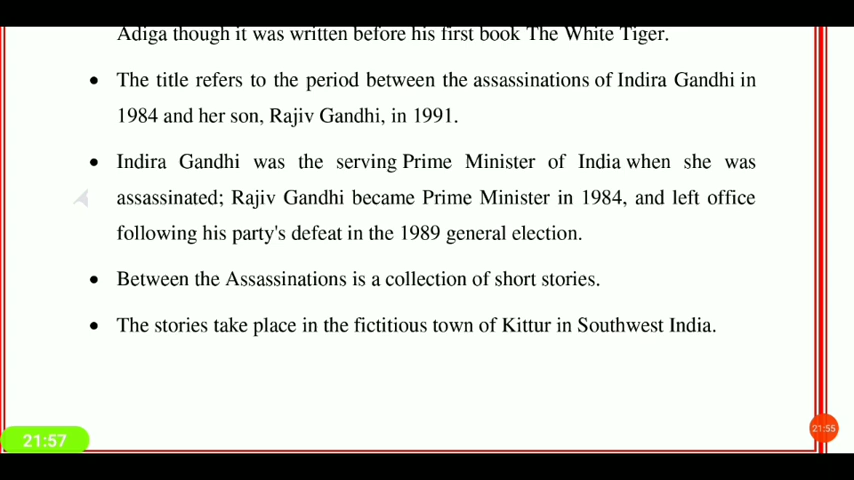 Adiga though it was written before his first book The White Tiger.
• The title refers to the period between the assassinations of Indira Gandhi in
1984 and her son, Rajiv Gandhi, in 1991.
• Indira Gandhi was the serving Prime Minister of India when she was
assassinated; Rajiv Gandhi became Prime Minister in 1984, and left office
following his party's defeat in the 1989 general election.
• Between the Assassinations is a collection of short stories.
• The stories take place in the fictitious town of Kittur in Southwest India.
21:57
21:55